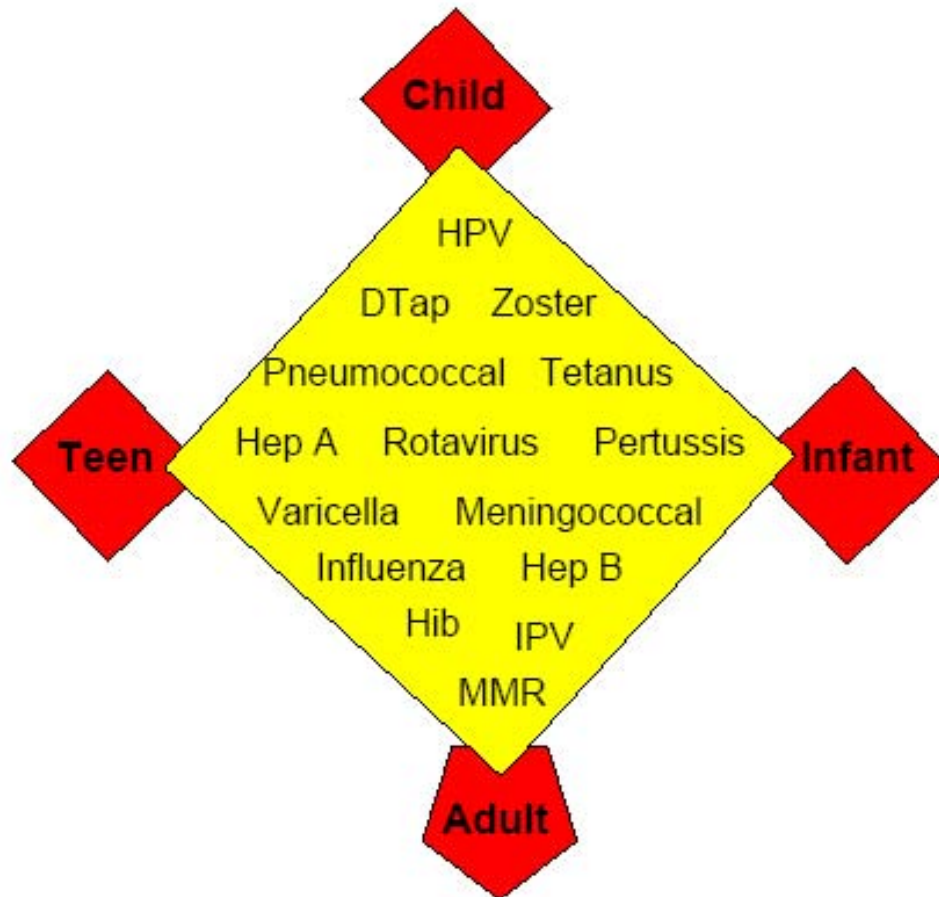 Child
HPV
DTap Zoster
Pneumococcal Tetanus
Teen Hep A Rotavirus Pertussis Infant
Varicella Meningococcal
Influenza Hep B
Hib IPV
MMR
Adult